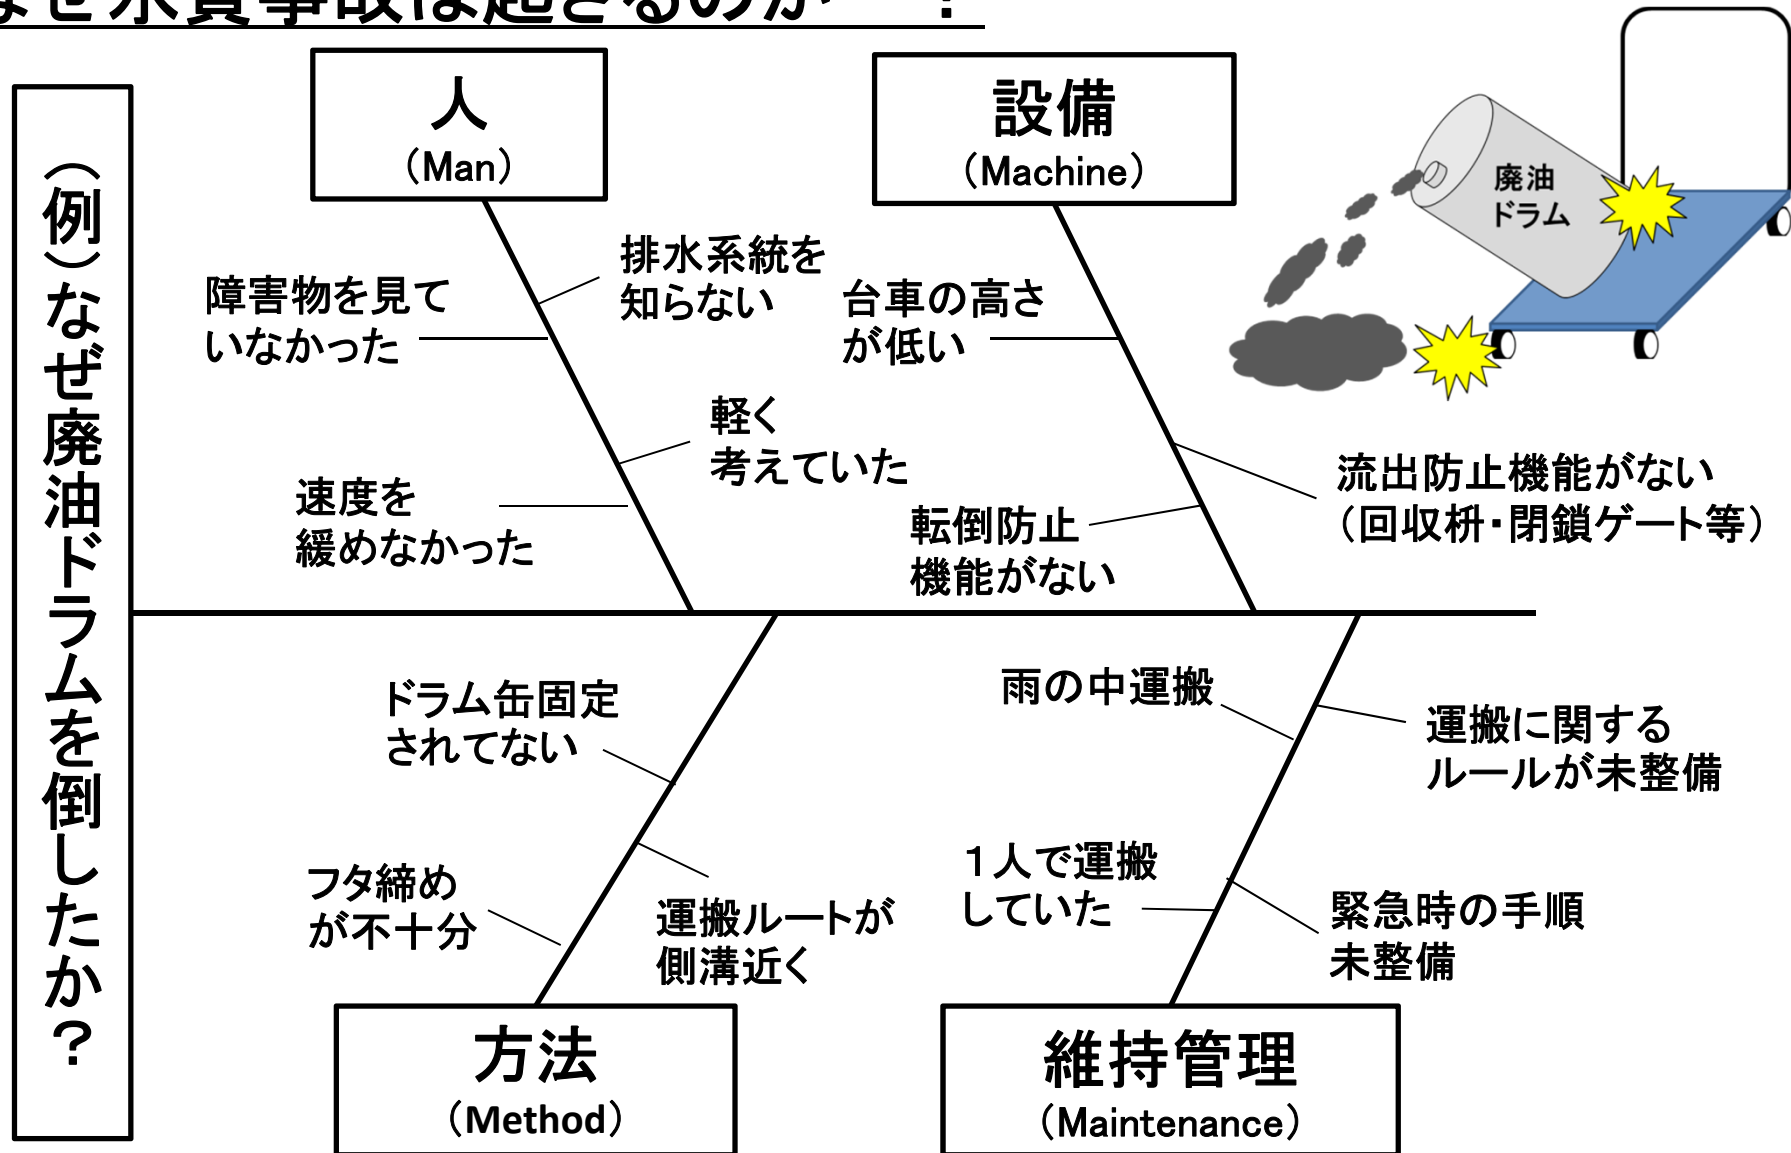 なぜ水質事故は起きるのか
(例)なぜ廃油ドラムを倒したか?
人
(Man)
排水系統を
知らない
障害物を見て
いなかった
軽く
考えていた
速度を
緩めなかった
設備
(Machine)
台車の高さ
が低い
流出防止機能がない
(回収枡・閉鎖ゲート等)
転倒防止
機能がない
廃油
ドラム
ドラム缶固定
されてない
フタ締め
が不十分
運搬ルートが
側溝近く
方法
(Method)
雨の中運搬
運搬に関する
ルールが未整備
1人で運搬
していた
緊急時の手順
未整備
維持管理
(Maintenance)